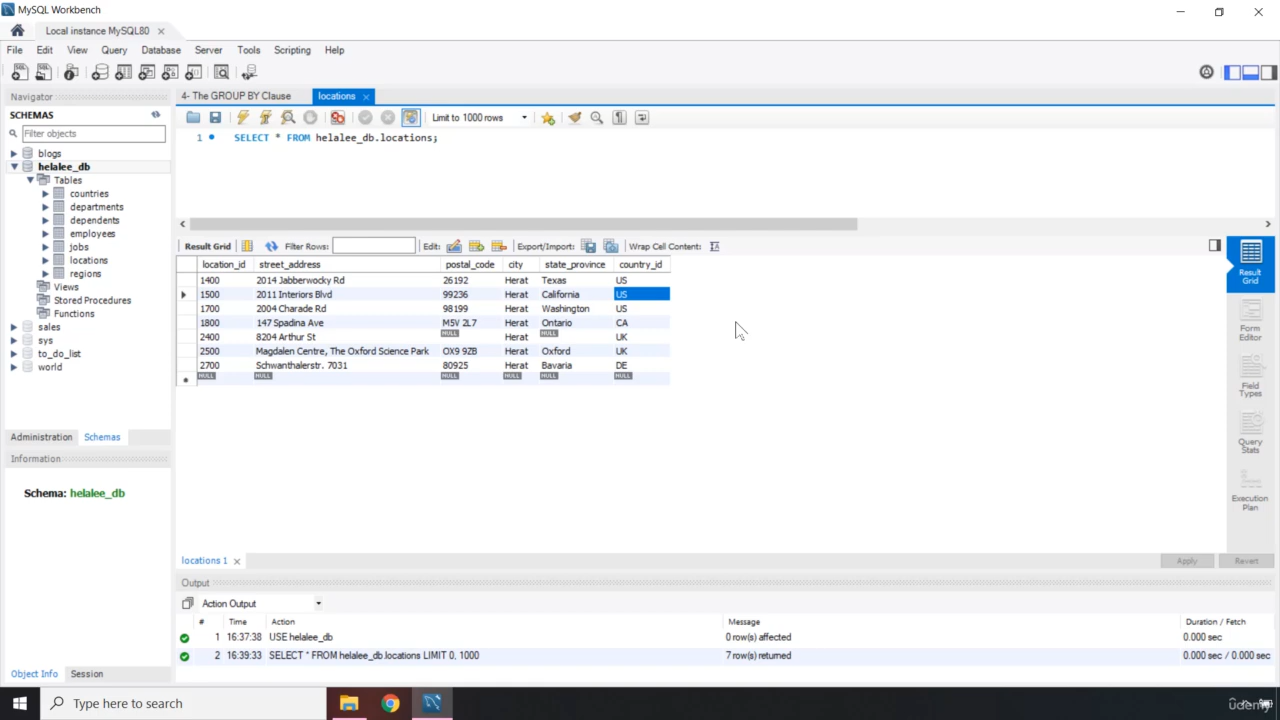 MySQL Workbench
Local instance MySQL80
File Edit View Query Database Server Tools Scripting Help
Navigator
SCHEMAS
Filter objects
blogs
helalee_db
Tables
countries
departments
dependents
employees
jobs
locations
regions
Views
Stored Procedures
Functions
sales
sys
to_do_list
world
Administration Schemas
Information
Schema: helalee_db
Object Info Session
4- The GROUP BY Clause locations
Limit to 1000 rows
1 SELECT * FROM helalee_db.locations;
Result Grid Filter Rows: Edit: Export/Import: Wrap Cell Content:
location_id street_address postal_code city state_province country_id
1400 2014 Jabberwocky Rd 26192 Herat Texas US
1500 2011 Interiors Blvd 99236 Herat California US
1700 2004 Charade Rd 98199 Herat Washington US
1800 147 Spadina Ave M5V 2L7 Herat Ontario CA
2400 8204 Arthur St NULL Herat NULL UK
2500 Magdalen Centre, The Oxford Science Park OX9 9ZB Herat Oxford UK
2700 Schwanthalerstr. 7031 80925 Herat Bavaria DE
NULL NULL NULL NULL NULL NULL
Result Grid
Form Editor
Field Types
Query Stats
Execution Plan
locations 1
Apply Revert
Output
Action Output
# Time Action Message Duration / Fetch
1 16:37:38 USE helalee_db 0 row(s) affected 0.000 sec
2 16:39:33 SELECT * FROM helalee_db.locations LIMIT 0, 1000 7 row(s) returned 0.000 sec / 0.000 sec
Type here to search
udemy